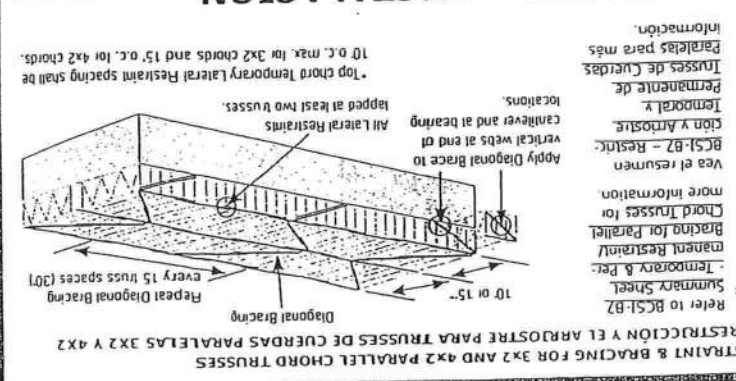 STRAINT & BRACING FOR 3x2 AND 4x2 PARALLEL CHORD TRUSSES
RESTRICCIÓN Y EL ARRIOSTRE PARA TRUSSES DE CUERDAS PARALELAS 3X2 Y 4X2
Refer to BCSI-B7
Summary Sheet
- Temporary & Per-
manent Restraint/
Bracing for Parallel
Chord Trusses for
more information.
Vea el resumen
BCSI-B7 – Restric-
ción y Arriostre
Temporal y
Permanente de
Trusses de Cuerdas
Paralelas para más
información.
Diagonal Bracing
Repeat Diagonal Bracing
every 15 truss spaces (30')
10' or 15'*
Apply Diagonal Brace to
vertical webs at end of
cantilever and at bearing
locations.
All Lateral Restraints
lapped at least two trusses.
*Top chord Temporary Lateral Restraint spacing shall be
10' o.c. max. for 3x2 chords and 15' o.c. for 4x2 chords.